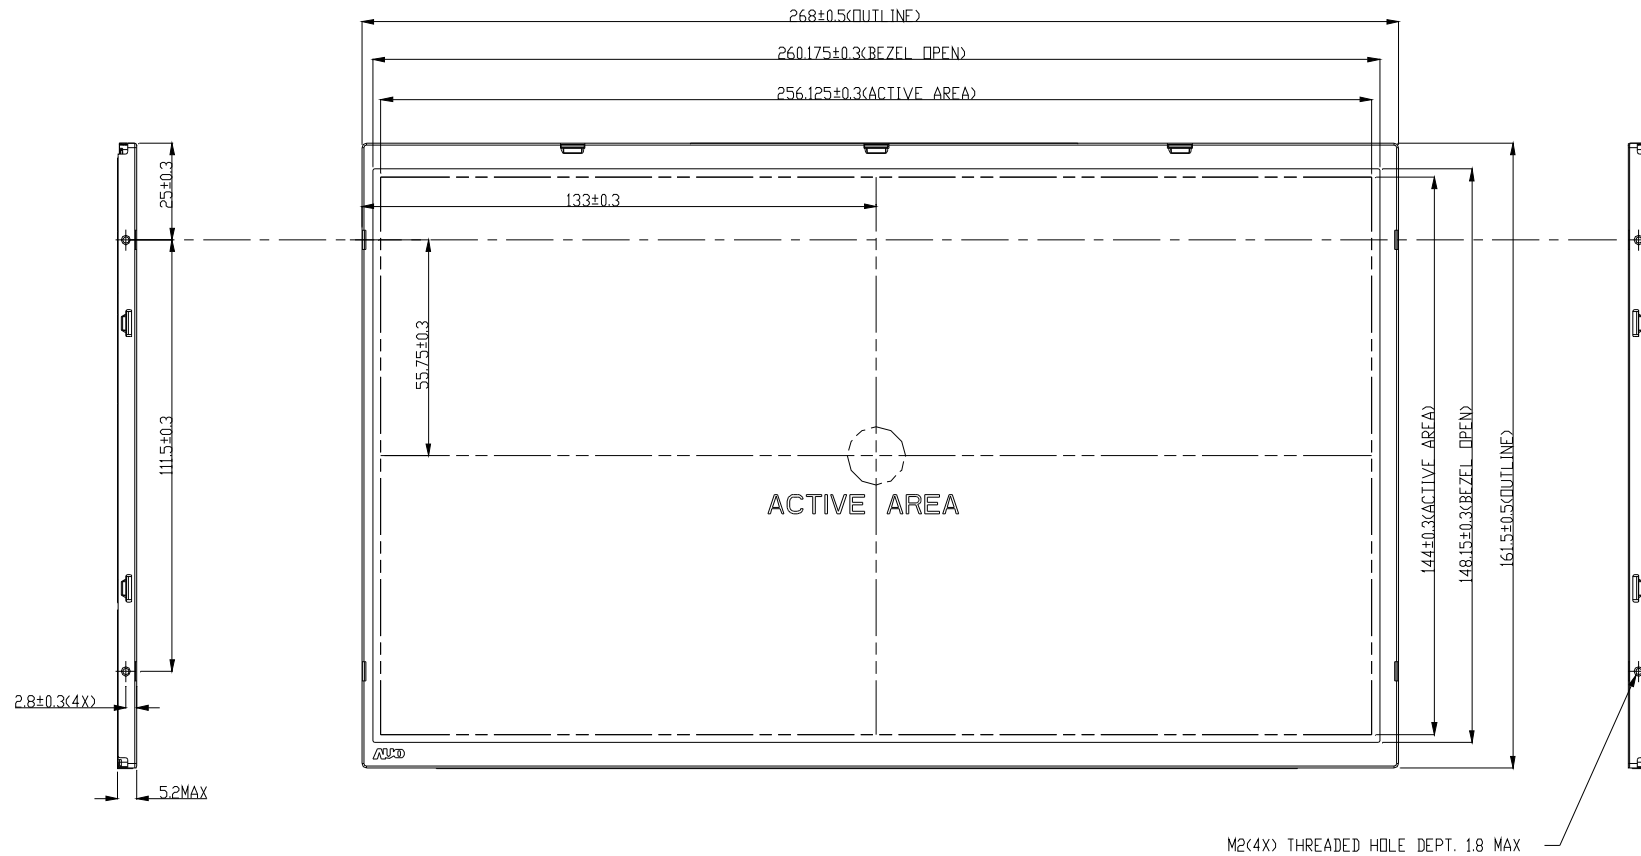 268±0.5(OUTLINE)
260.175±0.3(BEZEL OPEN)
256.125±0.3(ACTIVE AREA)
25±0.3
133±0.3
55.75±0.3
111.5±0.3
ACTIVE AREA
144±0.3(ACTIVE AREA)
148.15±0.3(BEZEL OPEN)
161.5±0.5(OUTLINE)
2.8±0.3(4X)
AUO
5.2MAX
M2(4X) THREADED HOLE DEPT. 1.8 MAX